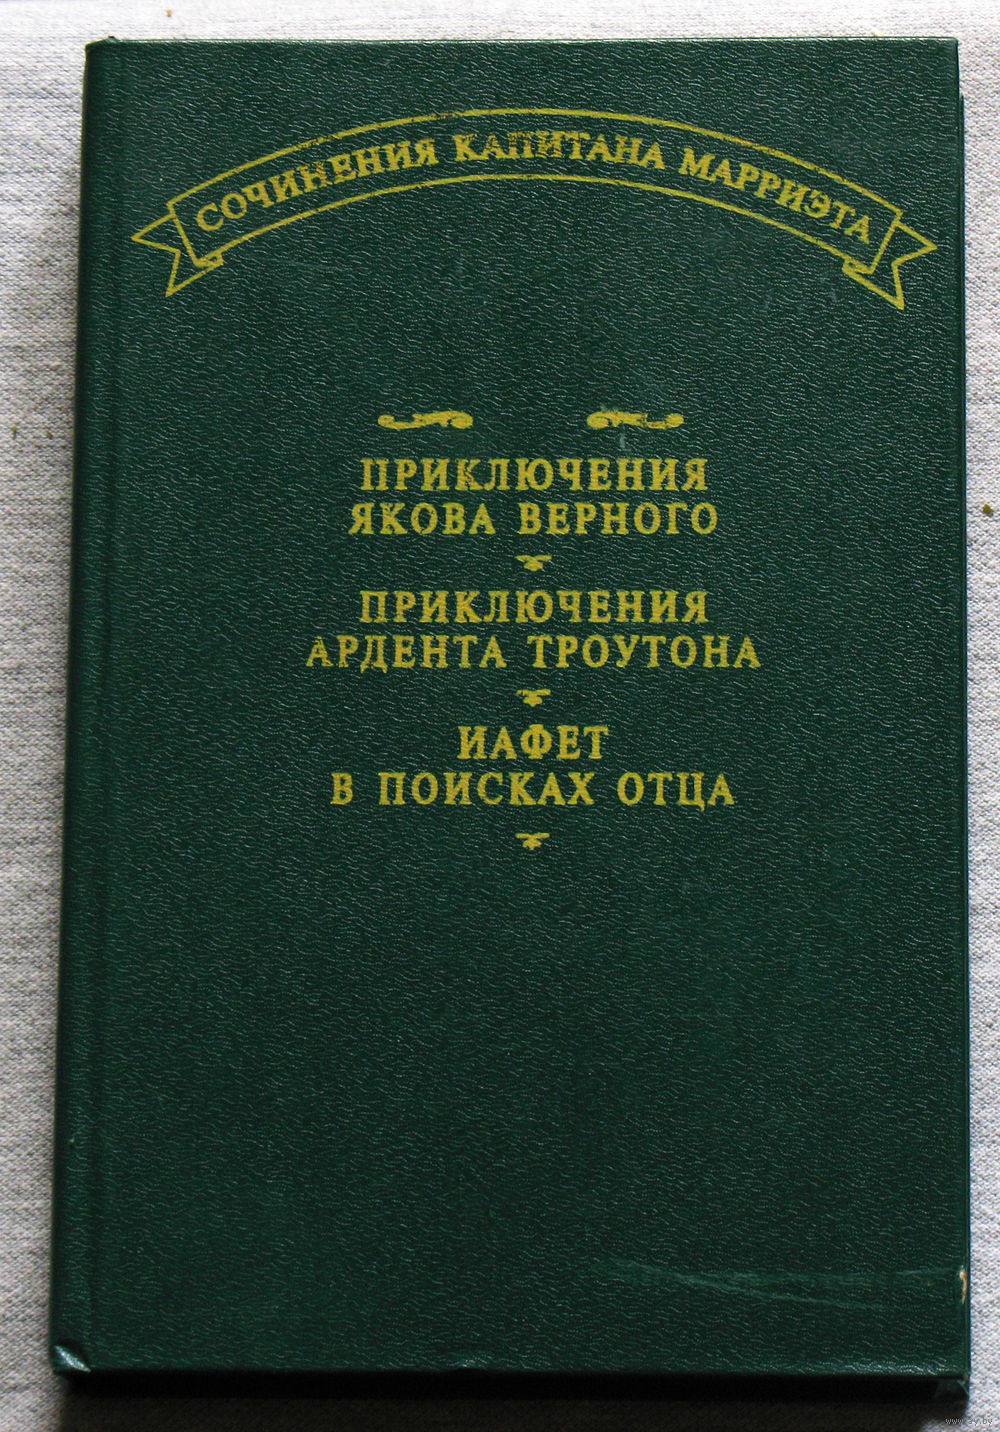 СОЧИНЕНИЯ КАПИТАНА МАРРИЭТА
ПРИКЛЮЧЕНИЯ
ЯКОВА ВЕРНОГО
ПРИКЛЮЧЕНИЯ
АРДЕНТА ТРОУТОНА
ИАФЕТ
В ПОИСКАХ ОТЦА